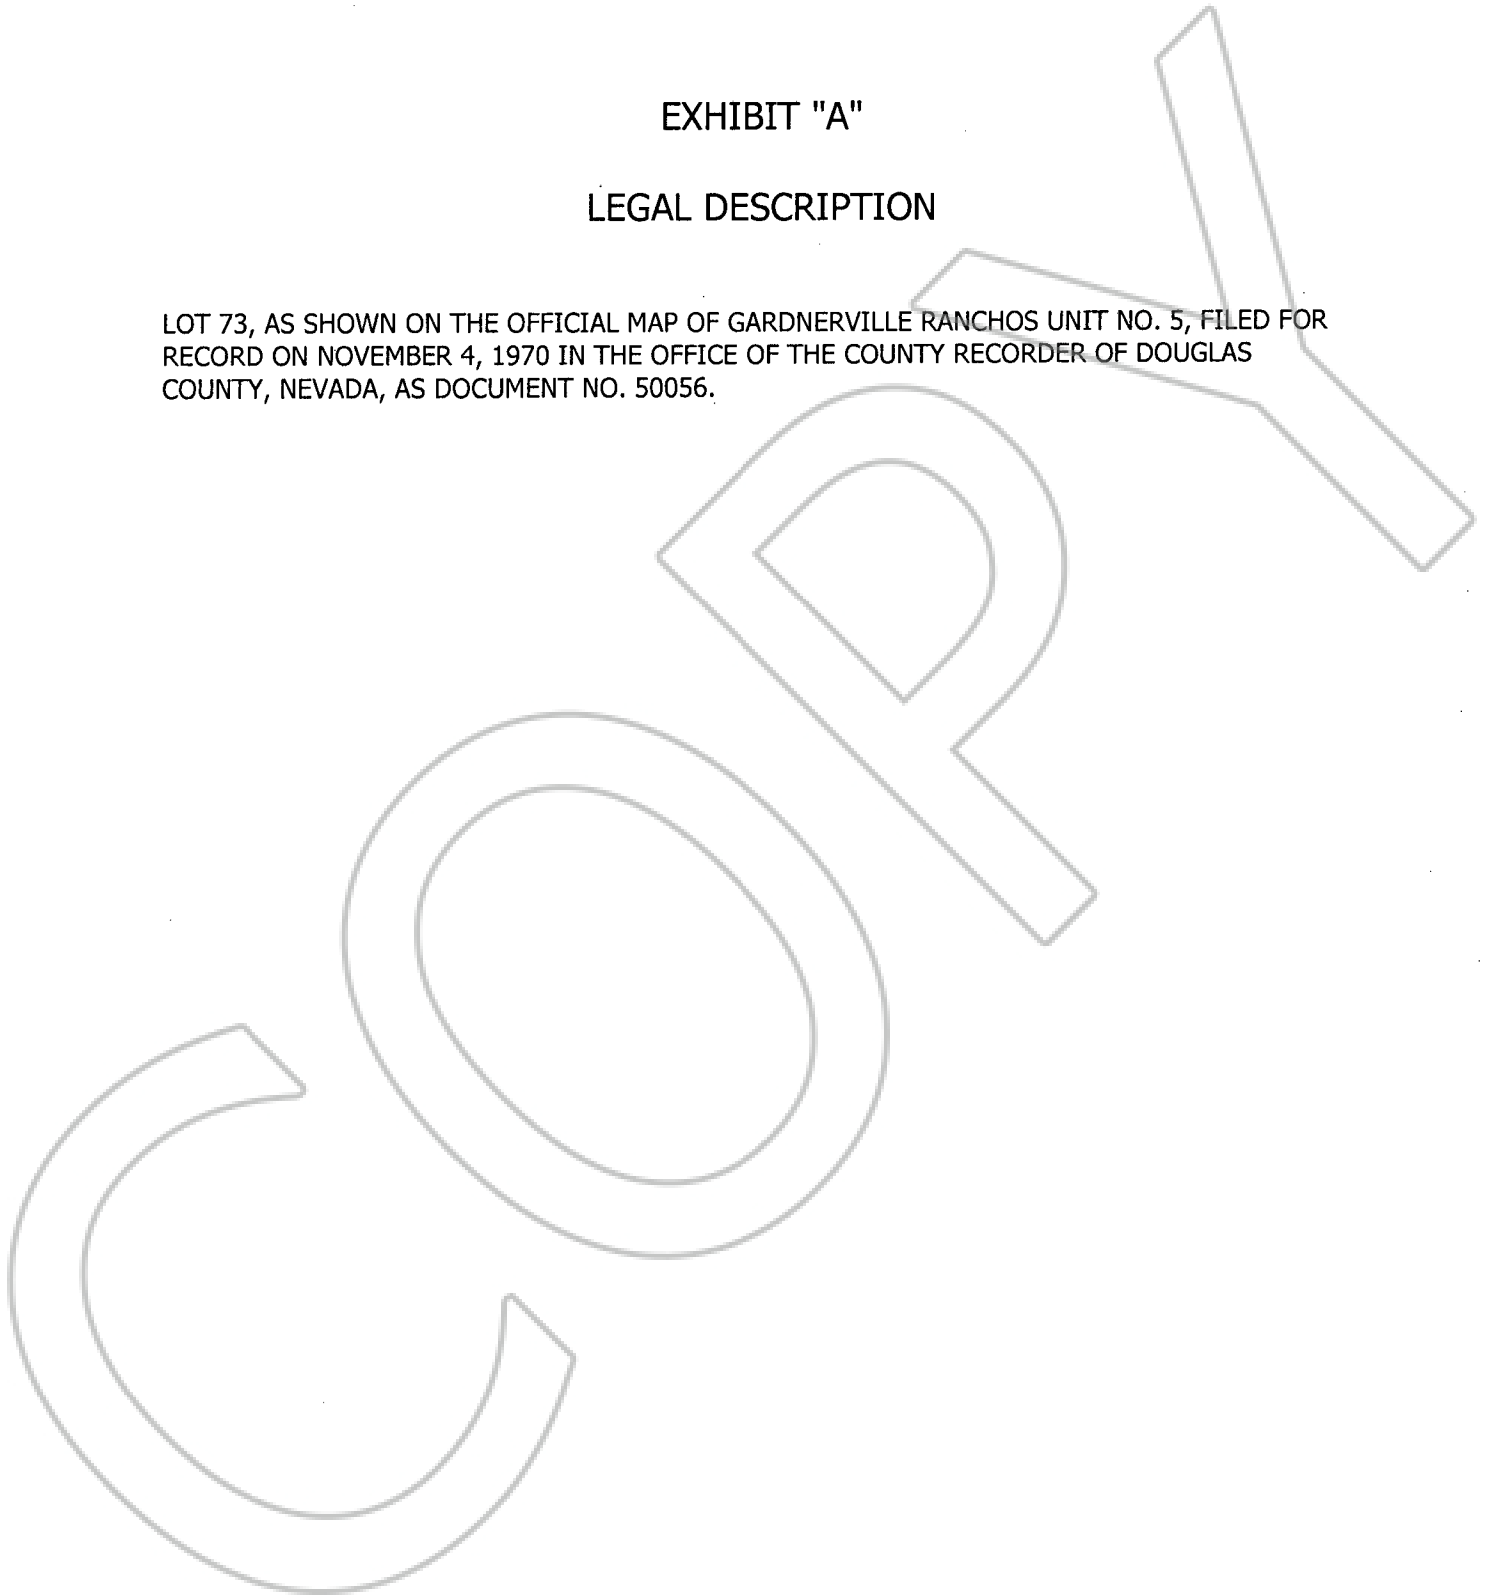 EXHIBIT "A"
LEGAL DESCRIPTION
LOT 73, AS SHOWN ON THE OFFICIAL MAP OF GARDNERVILLE RANCHOS UNIT NO. 5, FILED FOR
RECORD ON NOVEMBER 4, 1970 IN THE OFFICE OF THE COUNTY RECORDER OF DOUGLAS
COUNTY, NEVADA, AS DOCUMENT NO. 50056.
COPY